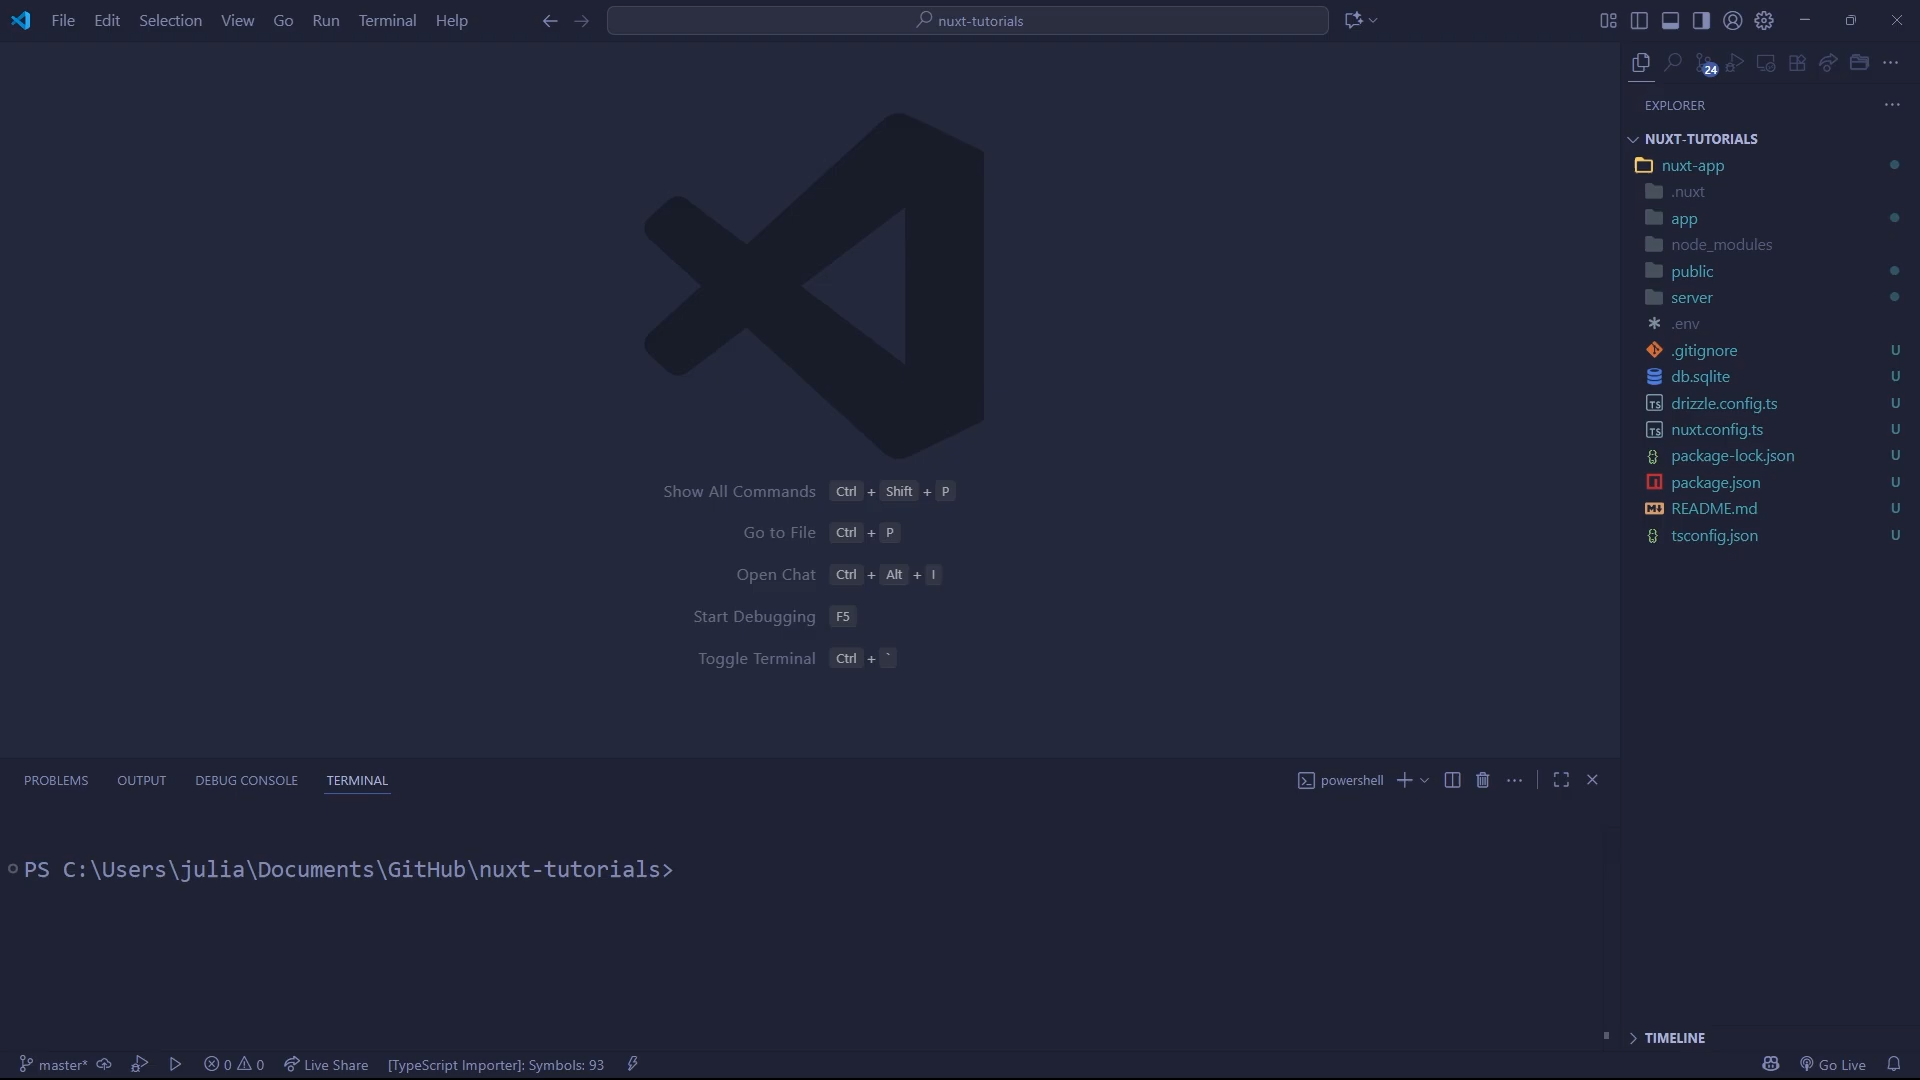 File Edit Selection View Go Run Terminal Help
nuxt-tutorials
24
EXPLORER
NUXT-TUTORIALS
nuxt-app
.nuxt
app
node_modules
public
server
.env
.gitignore U
db.sqlite U
drizzle.config.ts U
nuxt.config.ts U
package-lock.json U
package.json U
README.md U
tsconfig.json U
Show All Commands Ctrl + Shift + P
Go to File Ctrl + P
Open Chat Ctrl + Alt + I
Start Debugging F5
Toggle Terminal Ctrl + `
PROBLEMS OUTPUT DEBUG CONSOLE TERMINAL
powershell
PS C:\Users\julia\Documents\GitHub\nuxt-tutorials>
TIMELINE
master* 0 0 Live Share [TypeScript Importer]: Symbols: 93 Go Live